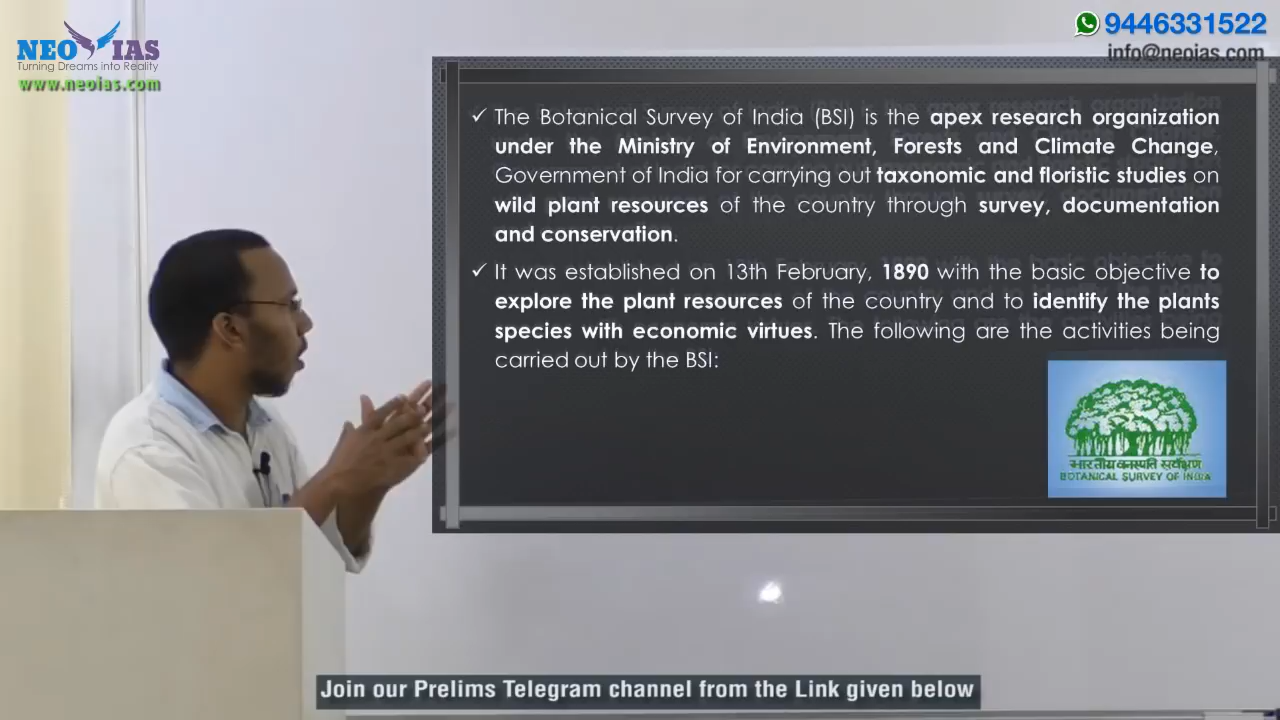 NEO IAS
Turning Dreams into Reality
www.neoias.com
9446331522
info@neoias.com
✓ The Botanical Survey of India (BSI) is the apex research organization
under the Ministry of Environment, Forests and Climate Change,
Government of India for carrying out taxonomic and floristic studies on
wild plant resources of the country through survey, documentation
and conservation.
✓ It was established on 13th February, 1890 with the basic objective to
explore the plant resources of the country and to identify the plants
species with economic virtues. The following are the activities being
carried out by the BSI:
भारतीय वनस्पति सर्वेक्षण
BOTANICAL SURVEY OF INDIA
Join our Prelims Telegram channel from the Link given below